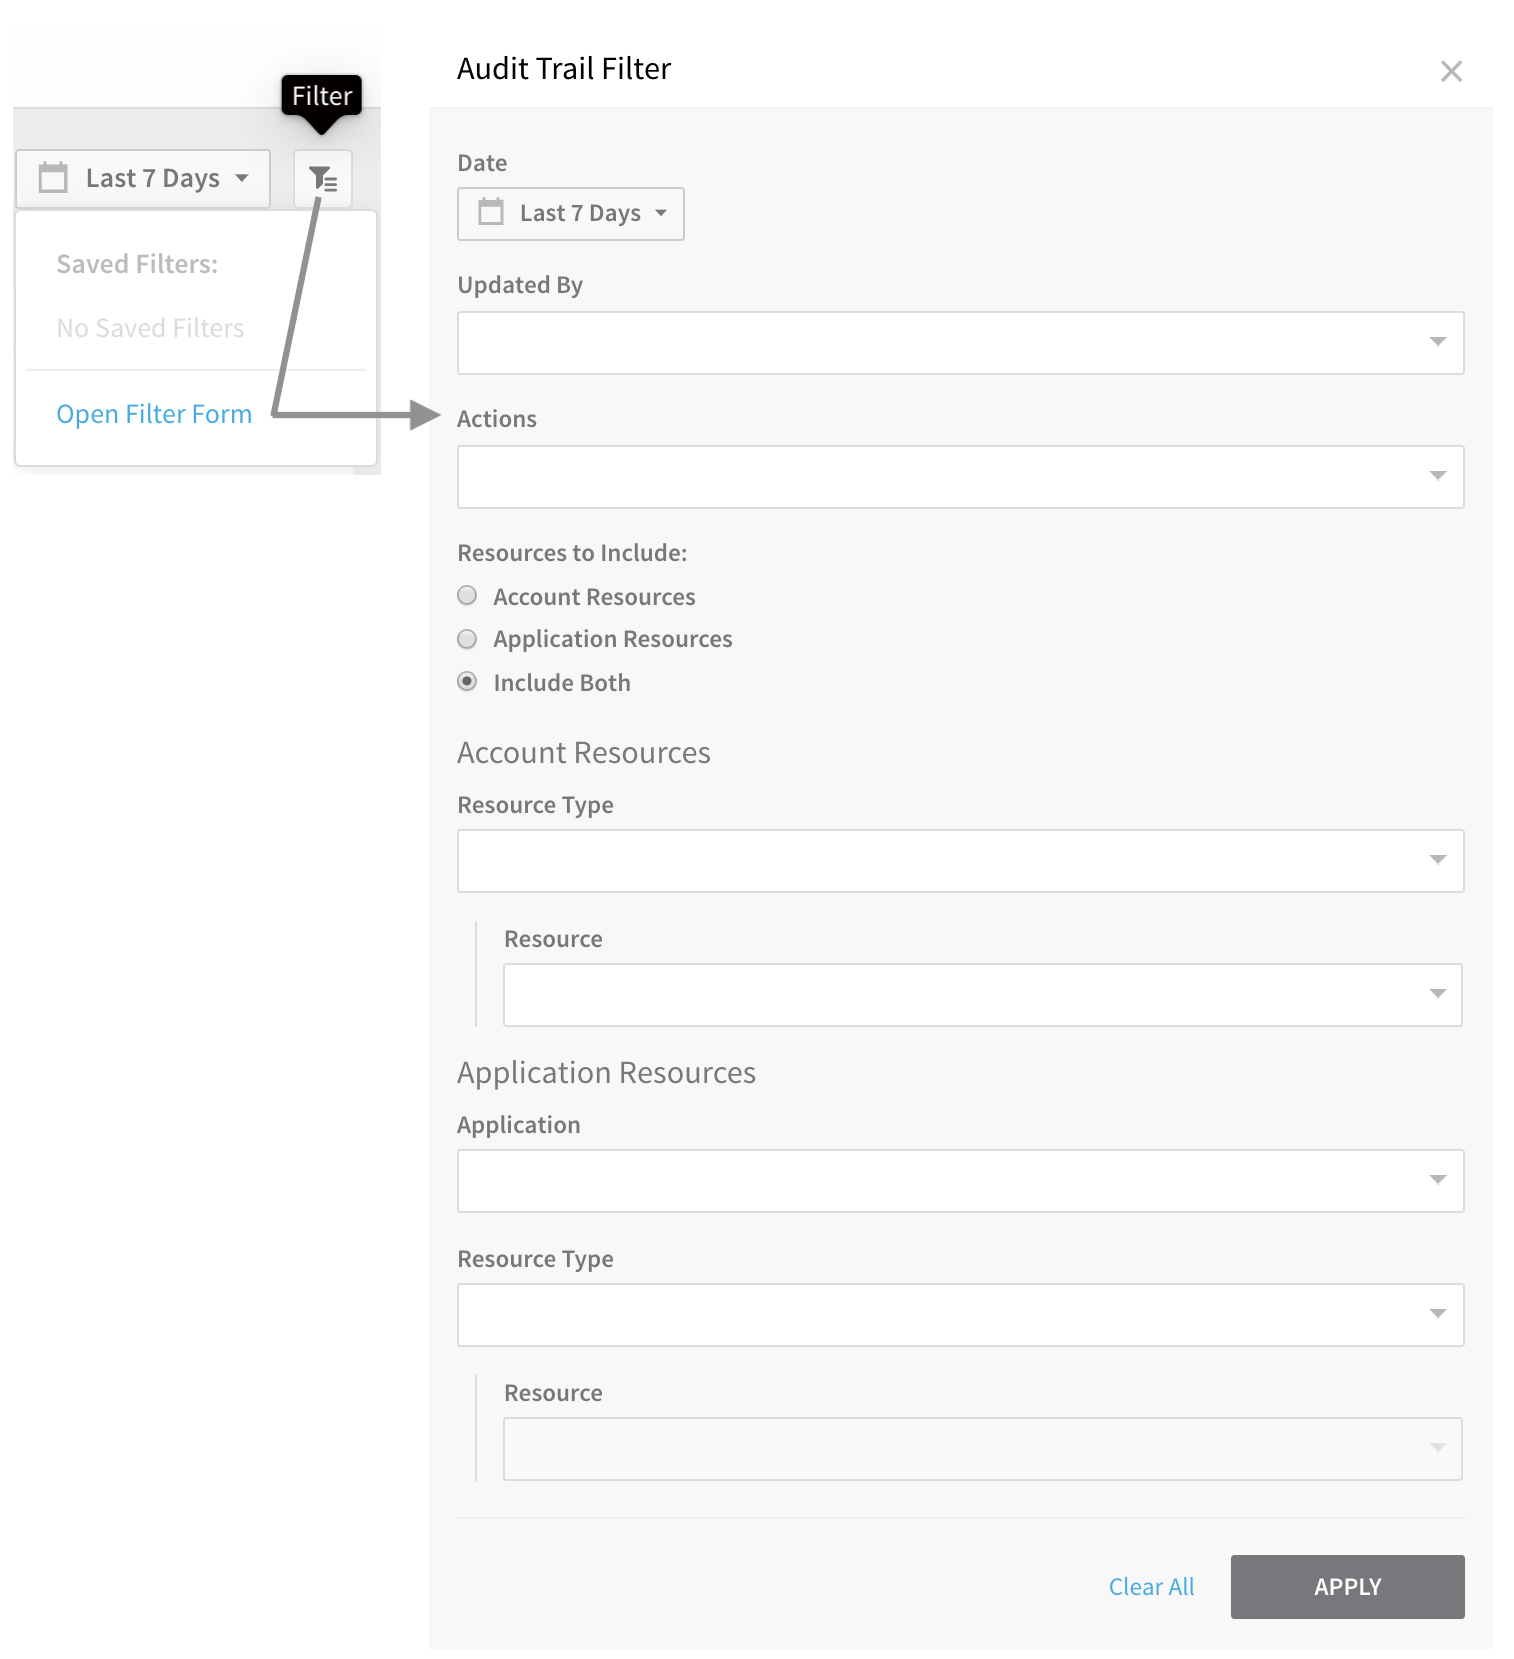 Filter
Last 7 Days
Saved Filters:
No Saved Filters
Open Filter Form
Audit Trail Filter
Date
Last 7 Days
Updated By
Actions
Resources to Include:
Account Resources
Application Resources
Include Both
Account Resources
Resource Type
Resource
Application Resources
Application
Resource Type
Resource
Clear All
APPLY